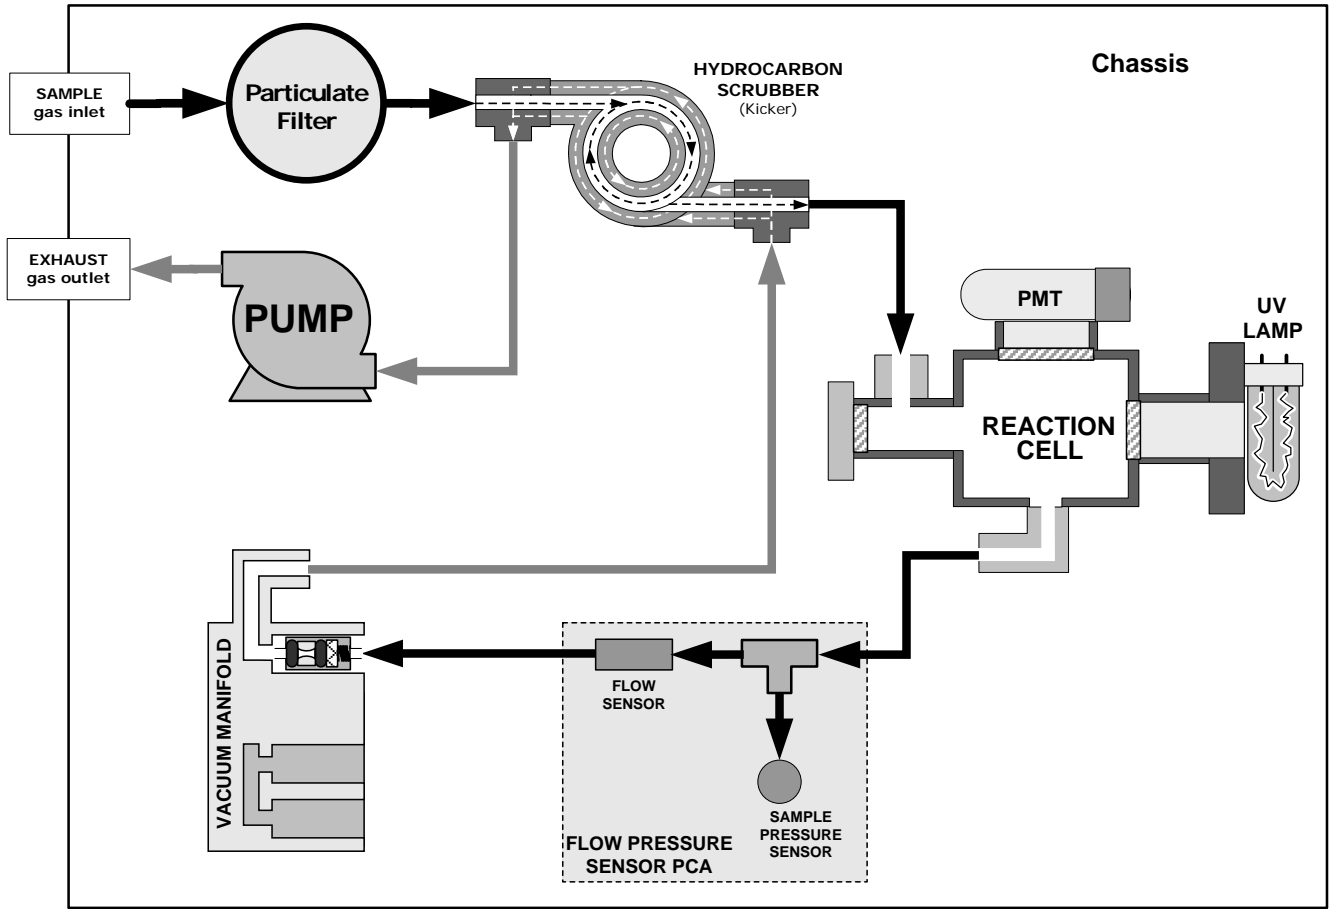 Chassis
SAMPLE
gas inlet
Particulate
Filter
HYDROCARBON
SCRUBBER
(Kicker)
EXHAUST
gas outlet
PUMP
PMT
UV
LAMP
REACTION
CELL
VACUUM MANIFOLD
FLOW
SENSOR
SAMPLE
PRESSURE
SENSOR
FLOW PRESSURE
SENSOR PCA